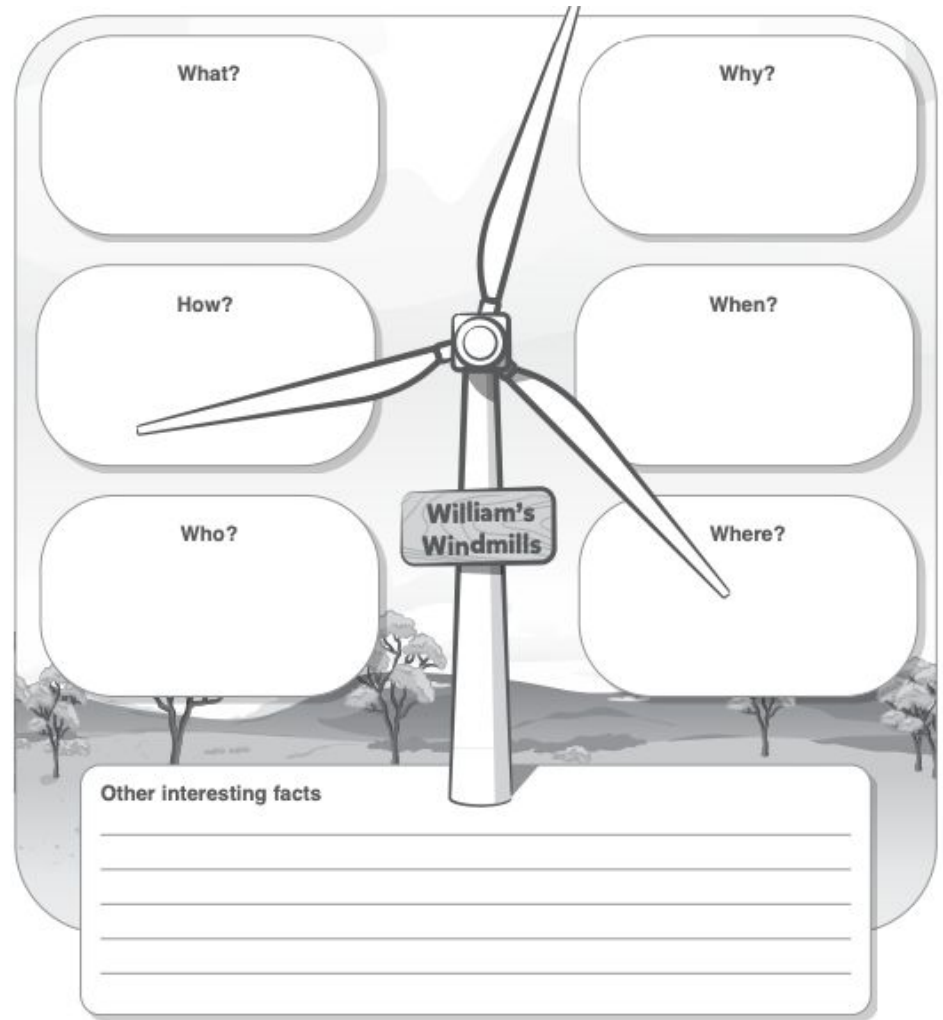 What?
Why?
How?
When?
Who?
William's
Windmills
Where?
Other interesting facts